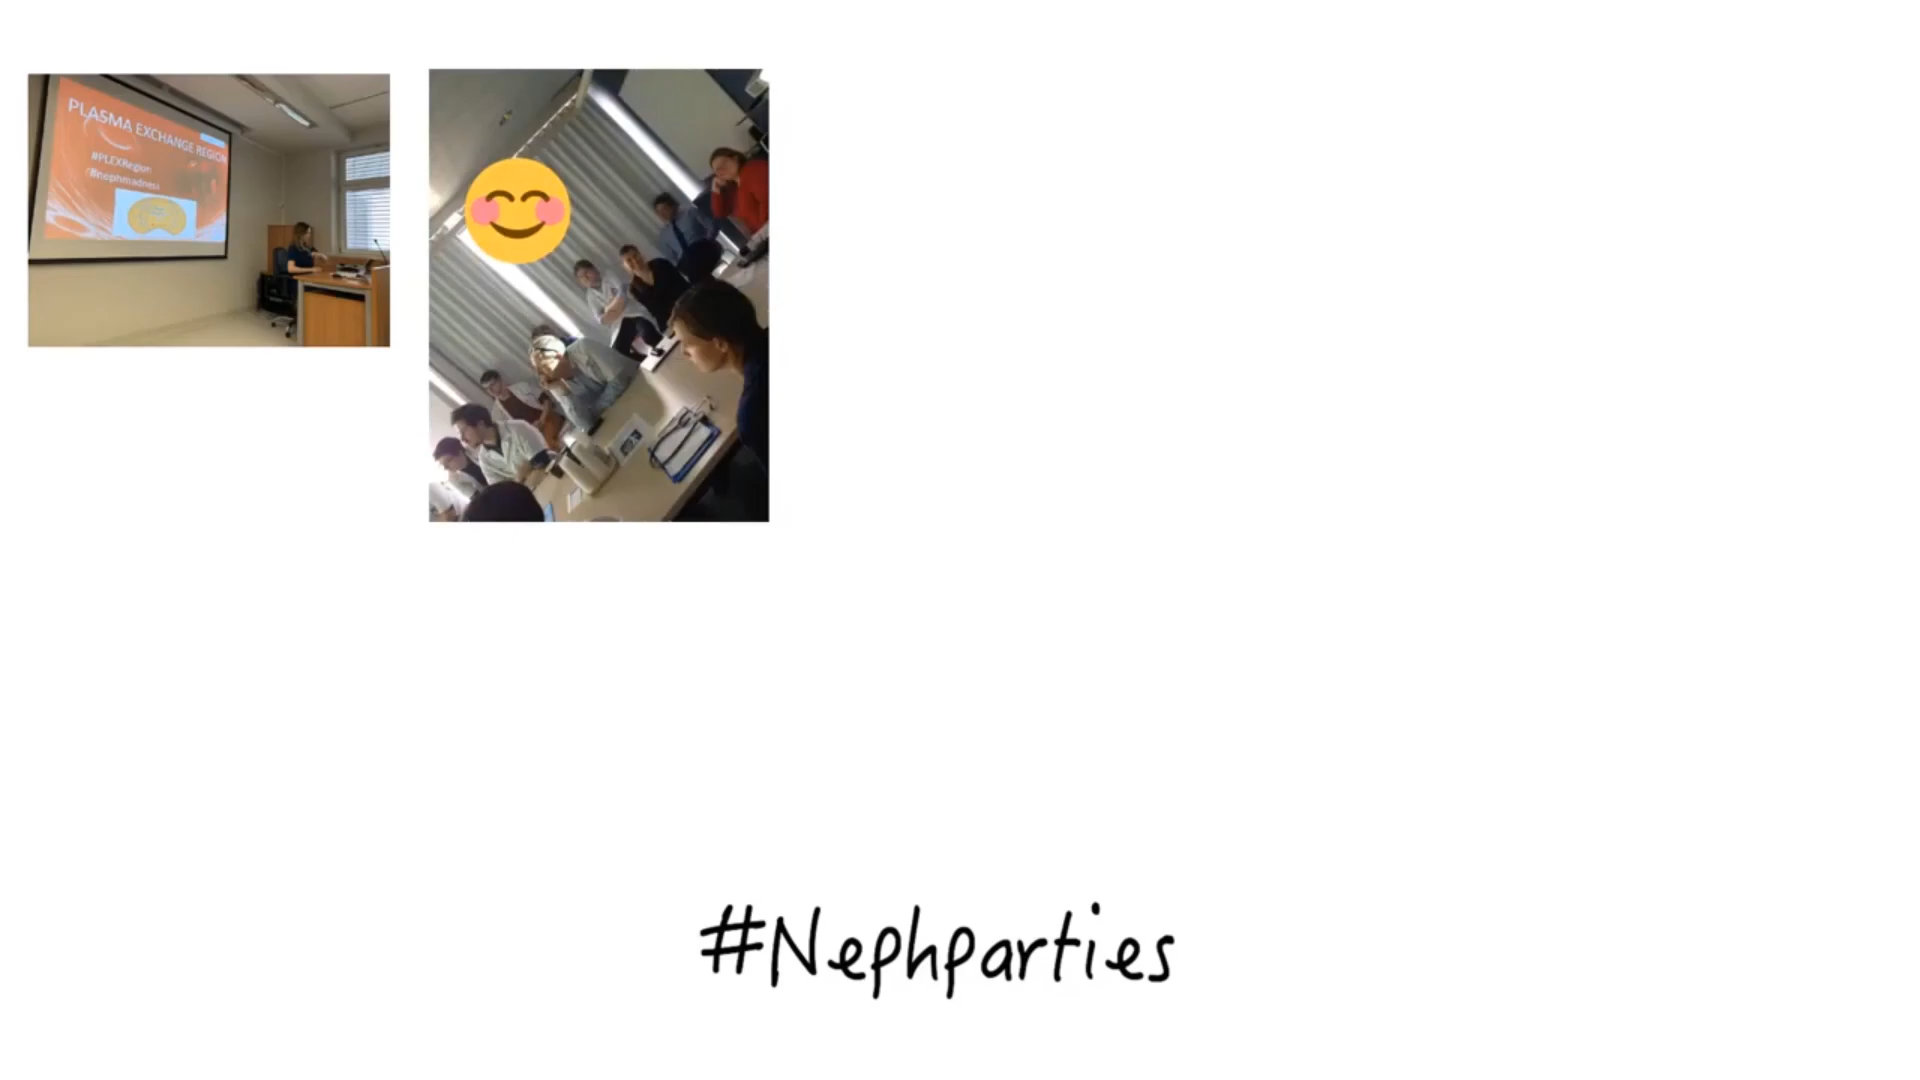 PLASMA EXCHANGE REGION
#PLEXRegion
#nephmadness
#Nephparties